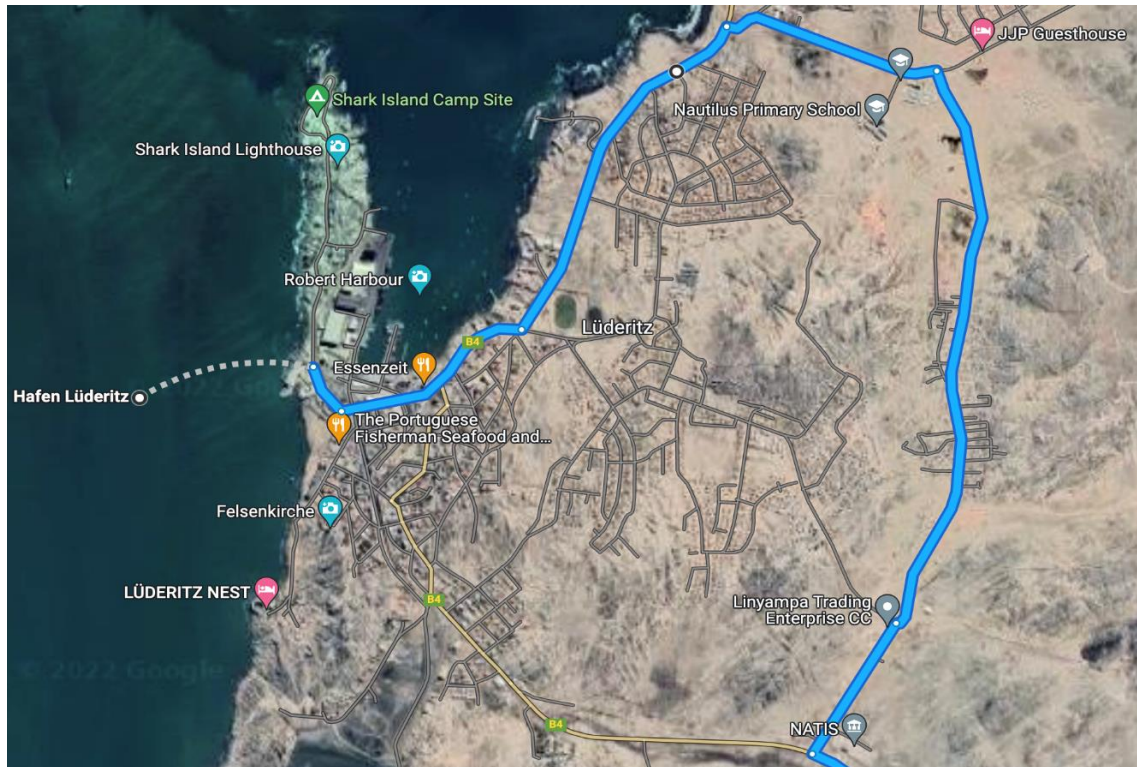 JJP Guesthouse
Shark Island Camp Site
Nautilus Primary School
Shark Island Lighthouse
Robert Harbour
Lüderitz
B4
Essenzeit
Hafen Lüderitz
The Portuguese
Fisherman Seafood and...
Felsenkirche
LÜDERITZ NEST
B4
Linyampa Trading
Enterprise CC
© 2022 Google
B4
NATIS